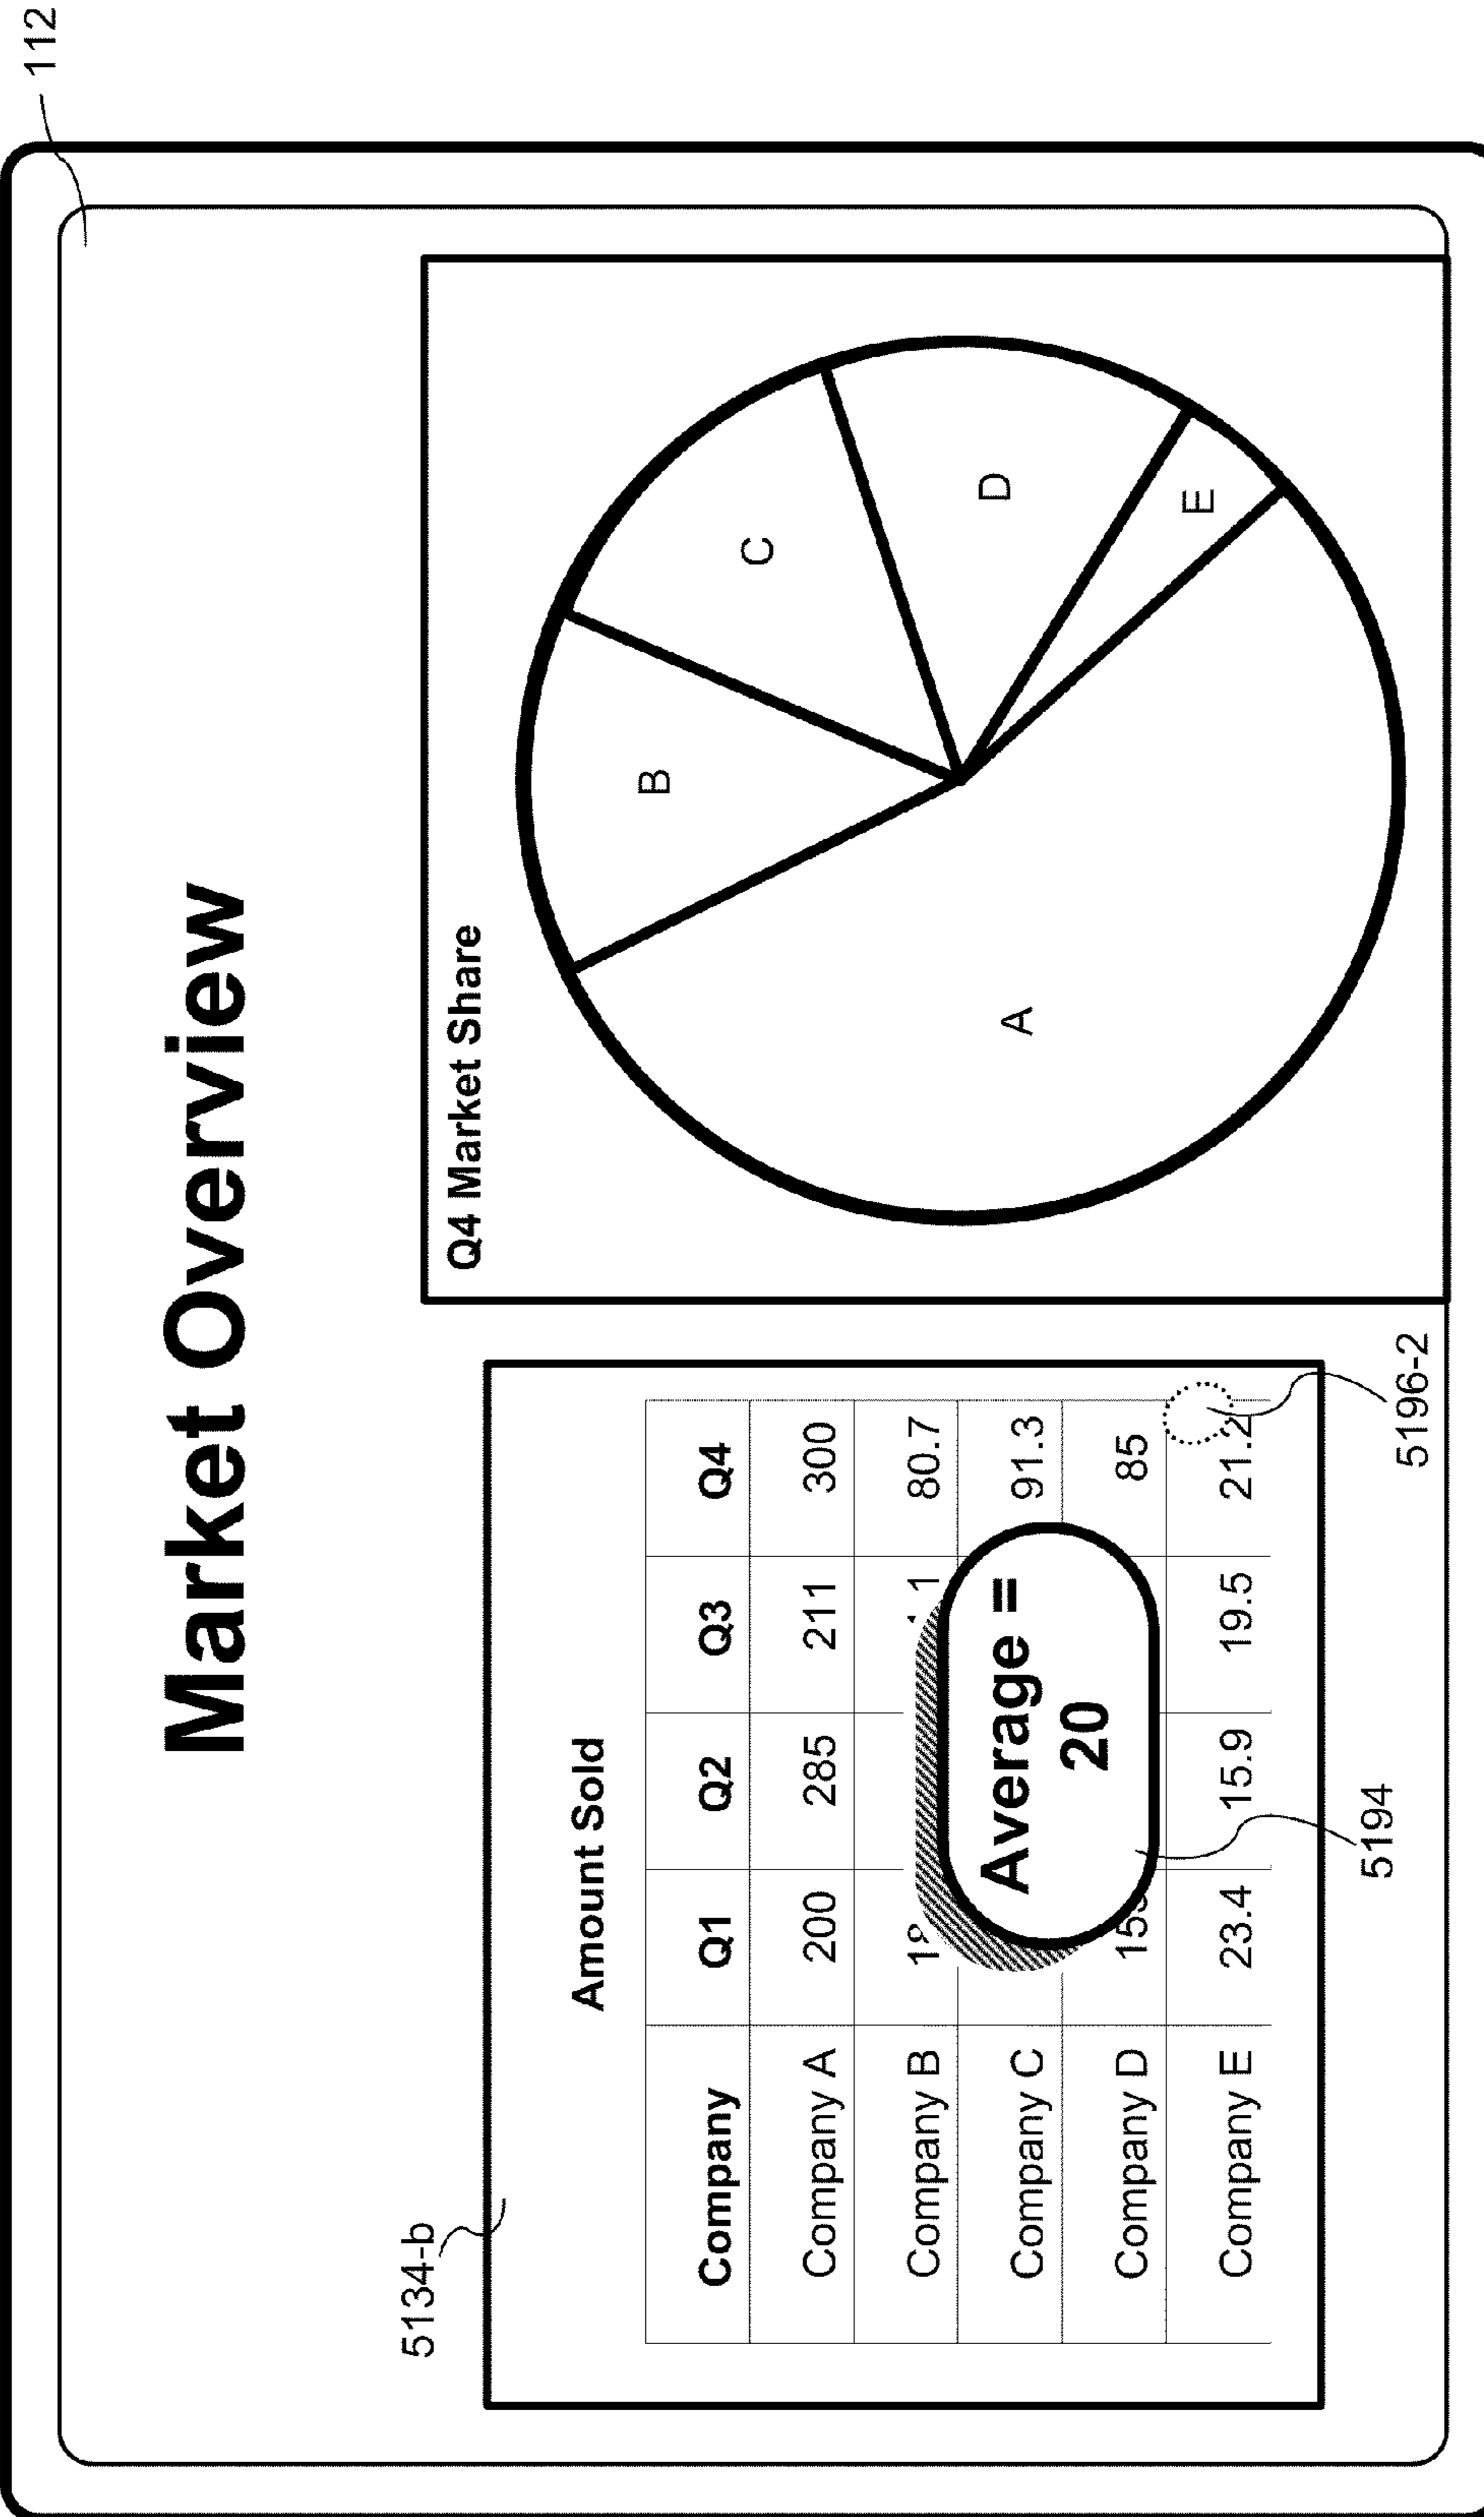 112
Market Overview
5134-b
Amount Sold
Company Q1 Q2 Q3 Q4
Company A 200 285 211 300
Company B 80.7
Company C 91.3
Company D 85
Company E 23.4 15.9 19.5 21.2
Average =
20
5194
5196-2
Q4 Market Share
A
B
C
D
E